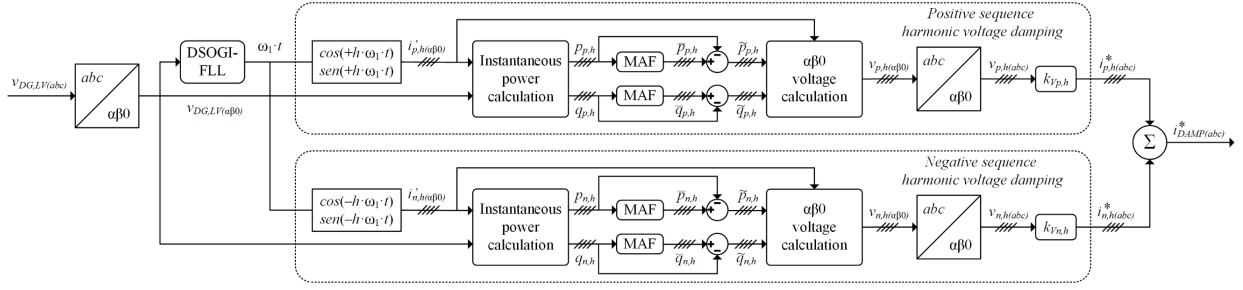 v_DG,LV(abc)
abc
αβ0
v_DG,LV(αβ0)
DSOGI-
FLL
ω₁·t
Positive sequence
harmonic voltage damping
cos(+h·ω₁·t)
sen(+h·ω₁·t)
i'_p,h(αβ0)
Instantaneous
power
calculation
p_p,h
MAF
p̅_p,h
p̃_p,h
q_p,h
MAF
q̅_p,h
q̃_p,h
αβ0
voltage
calculation
v_p,h(αβ0)
abc
αβ0
v_p,h(abc)
k_Vp,h
i*_p,h(abc)
Σ
i*_DAMP(abc)
Negative sequence
harmonic voltage damping
cos(–h·ω₁·t)
sen(–h·ω₁·t)
i'_n,h(αβ0)
Instantaneous
power
calculation
p_n,h
MAF
p̅_n,h
p̃_n,h
q_n,h
MAF
q̅_n,h
q̃_n,h
αβ0
voltage
calculation
v_n,h(αβ0)
abc
αβ0
v_n,h(abc)
k_Vn,h
i*_n,h(abc)